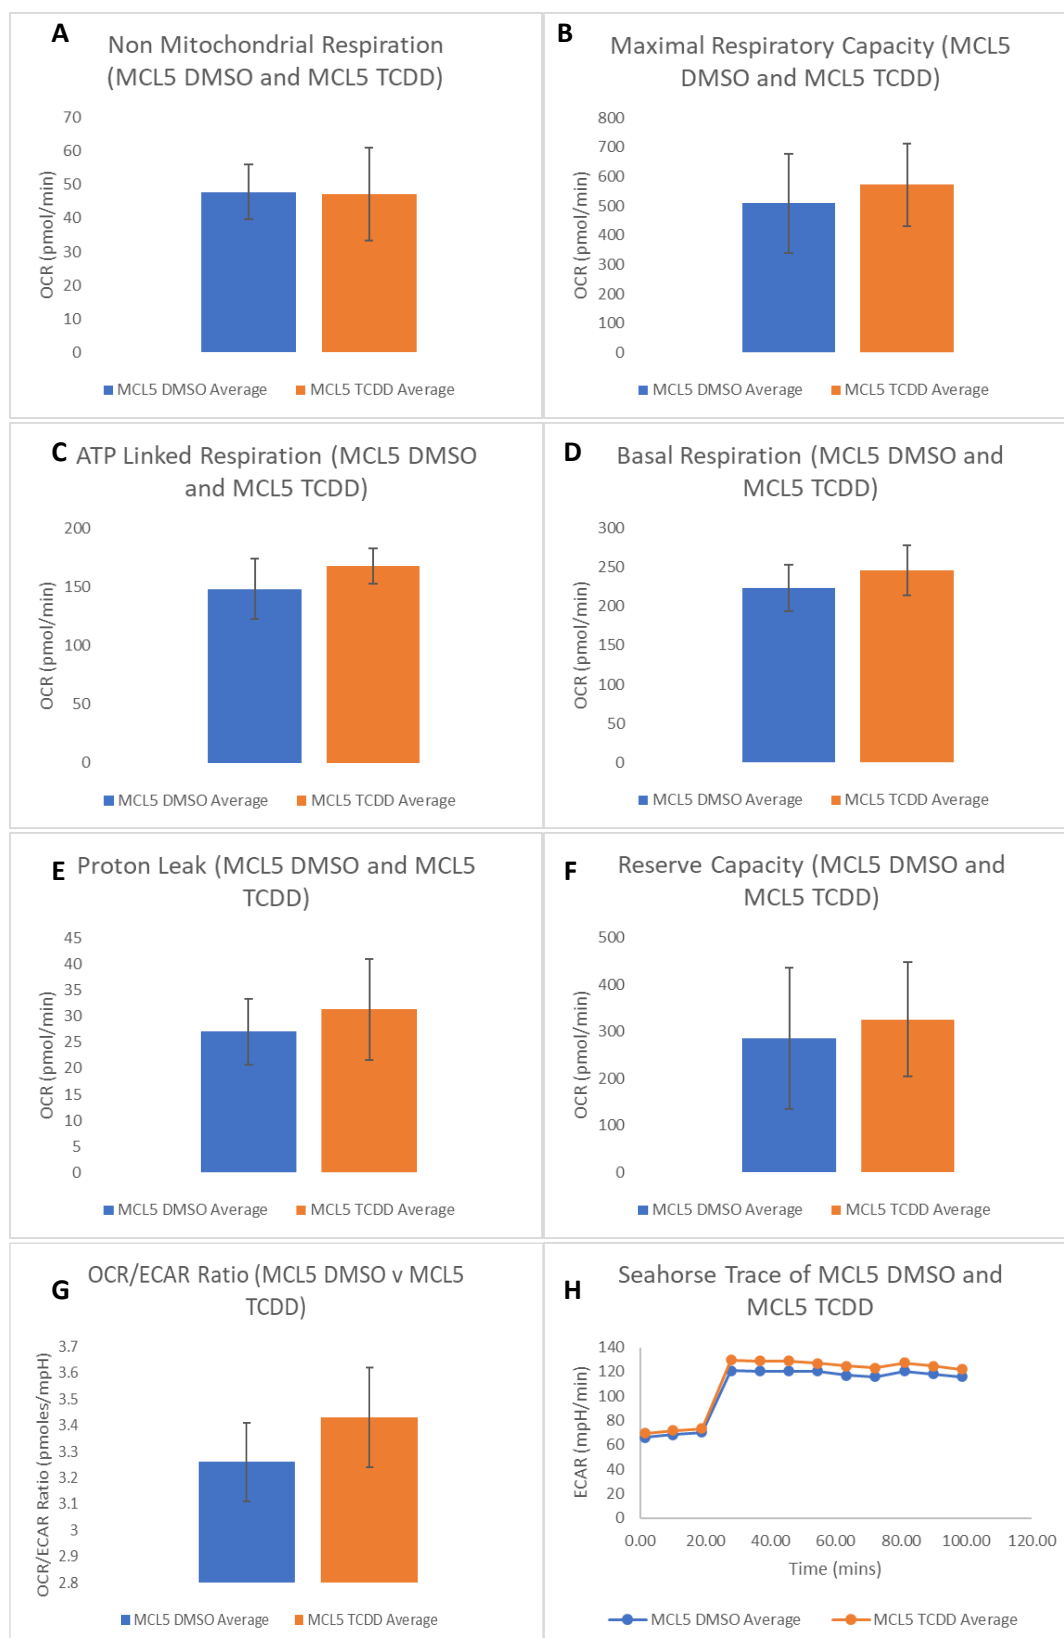 A
Non Mitochondrial Respiration
(MCL5 DMSO and MCL5 TCDD)
OCR (pmol/min)
70
60
50
40
30
20
10
0
MCL5 DMSO Average
MCL5 TCDD Average
B
Maximal Respiratory Capacity (MCL5
DMSO and MCL5 TCDD)
OCR (pmol/min)
800
700
600
500
400
300
200
100
0
MCL5 DMSO Average
MCL5 TCDD Average
C
ATP Linked Respiration (MCL5 DMSO
and MCL5 TCDD)
OCR (pmol/min)
200
150
100
50
0
MCL5 DMSO Average
MCL5 TCDD Average
D
Basal Respiration (MCL5 DMSO and
MCL5 TCDD)
OCR (pmol/min)
300
250
200
150
100
50
0
MCL5 DMSO Average
MCL5 TCDD Average
E
Proton Leak (MCL5 DMSO and MCL5
TCDD)
OCR (pmol/min)
45
40
35
30
25
20
15
10
5
0
MCL5 DMSO Average
MCL5 TCDD Average
F
Reserve Capacity (MCL5 DMSO and
MCL5 TCDD)
OCR (pmol/min)
500
400
300
200
100
0
MCL5 DMSO Average
MCL5 TCDD Average
G
OCR/ECAR Ratio (MCL5 DMSO v MCL5
TCDD)
OCR/ECAR Ratio (pmoles/mpH)
3.7
3.6
3.5
3.4
3.3
3.2
3.1
3
2.9
2.8
MCL5 DMSO Average
MCL5 TCDD Average
H
Seahorse Trace of MCL5 DMSO and
MCL5 TCDD
ECAR (mpH/min)
140
120
100
80
60
40
20
0
0.00 20.00 40.00 60.00 80.00 100.00 120.00
Time (mins)
MCL5 DMSO Average
MCL5 TCDD Average